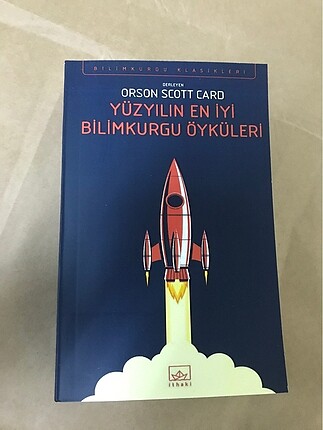 BİLİMKURGU KLASİKLERİ
DERLEYEN
ORSON SCOTT CARD
YÜZYILIN EN İYİ
BİLİMKURGU ÖYKÜLERİ
ithaki